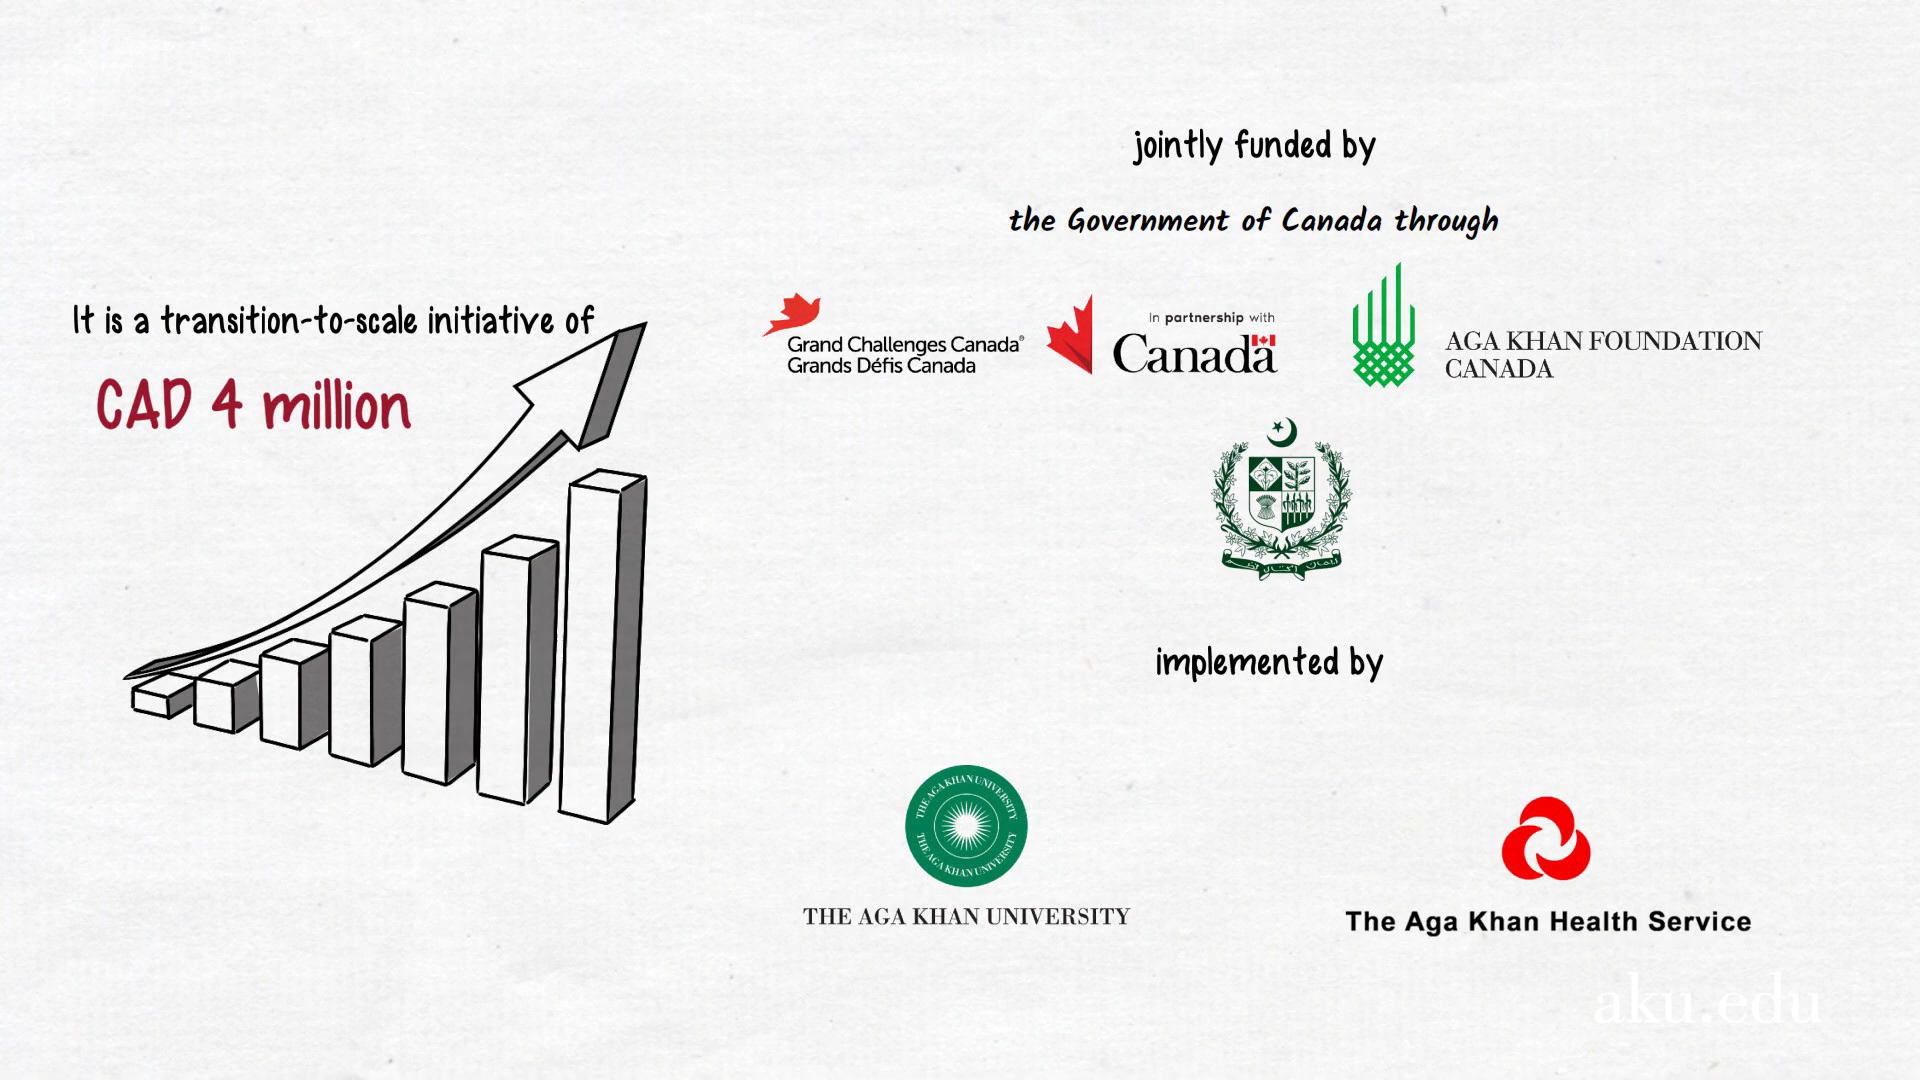 It is a transition-to-scale initiative of
CAD 4 million
jointly funded by
the Government of Canada through
Grand Challenges Canada®
Grands Défis Canada
In partnership with
Canada
AGA KHAN FOUNDATION
CANADA
implemented by
THE AGA KHAN UNIVERSITY
THE AGA KHAN UNIVERSITY
THE AGA KHAN UNIVERSITY
The Aga Khan Health Service
aku.edu